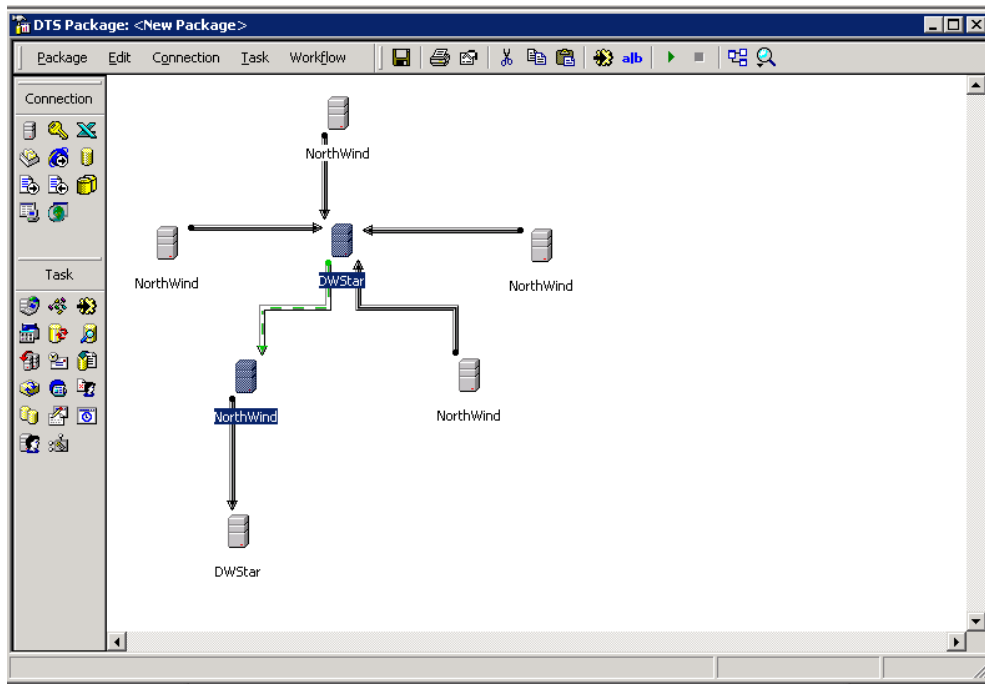 DTS Package: <New Package>
Package Edit Connection Task Workflow alb
Connection
NorthWind
NorthWind
DWStar
NorthWind
Task
NorthWind
NorthWind
DWStar